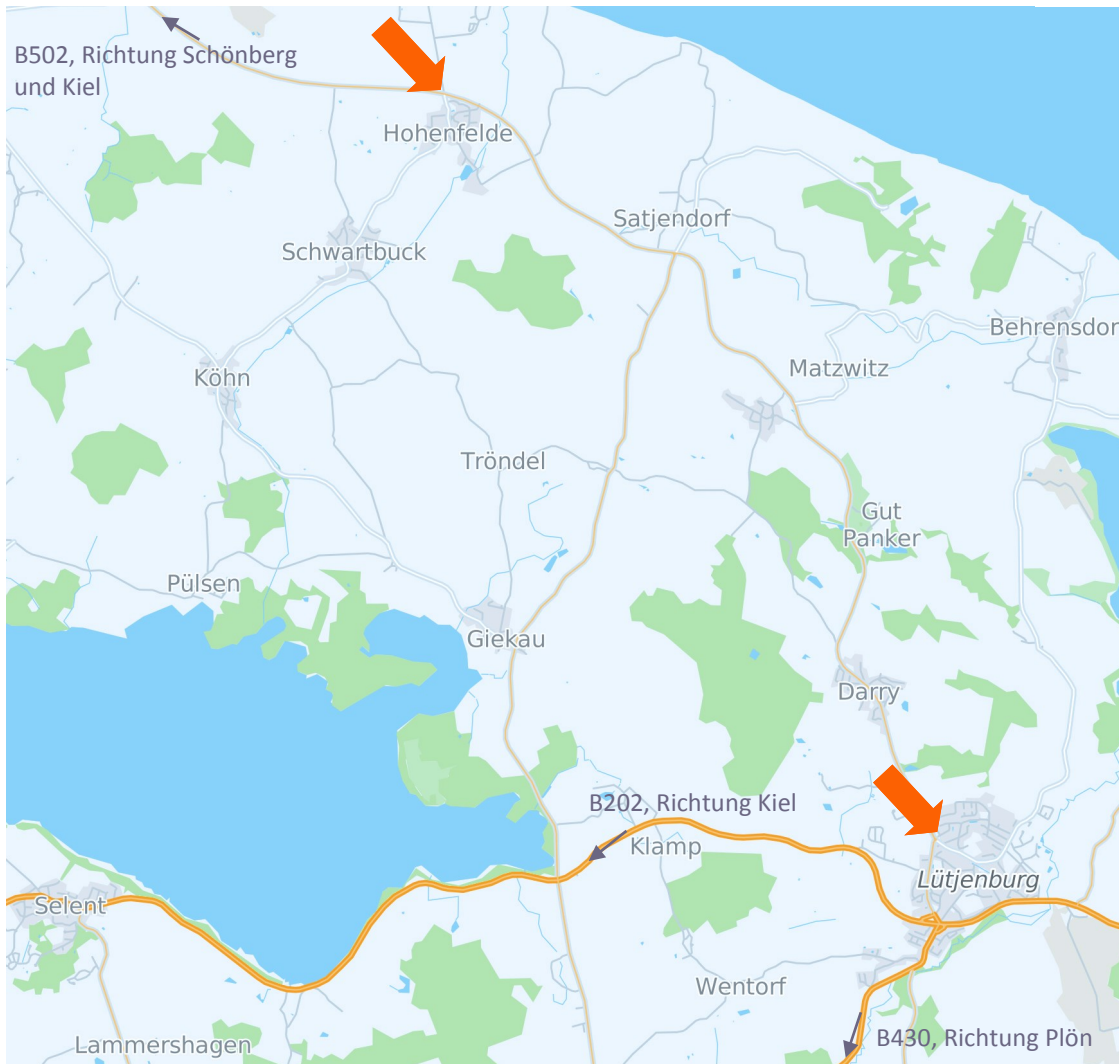 B502, Richtung Schönberg
und Kiel
Hohenfelde
Satjendorf
Schwartbuck
Behrensdor
Matzwitz
Köhn
Tröndel
Gut
Panker
Pülsen
Giekau
Darry
B202, Richtung Kiel
Klamp
Lütjenburg
Selent
Wentorf
B430, Richtung Plön
Lammershagen